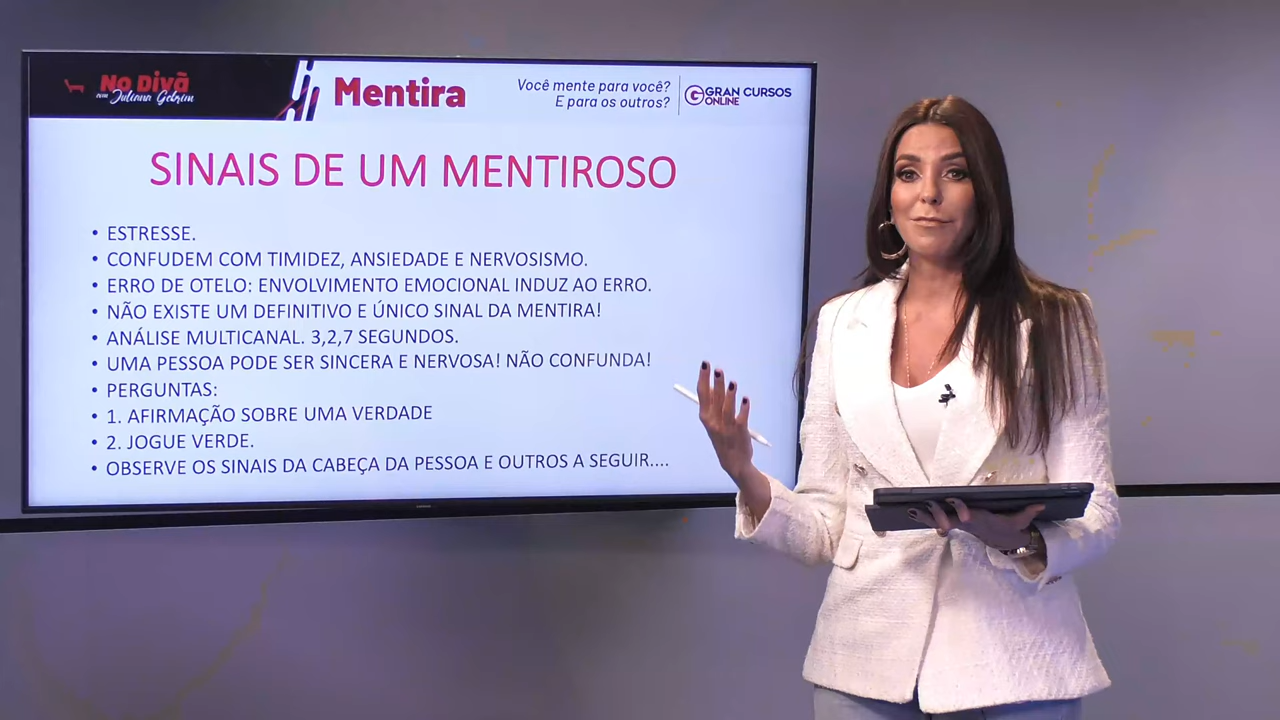 No Divã
com Juliana Gebrim
Mentira
Você mente para você?
E para os outros?
G GRAN CURSOS
ONLINE
SINAIS DE UM MENTIROSO
• ESTRESSE.
• CONFUDEM COM TIMIDEZ, ANSIEDADE E NERVOSISMO.
• ERRO DE OTELO: ENVOLVIMENTO EMOCIONAL INDUZ AO ERRO.
• NÃO EXISTE UM DEFINITIVO E ÚNICO SINAL DA MENTIRA!
• ANÁLISE MULTICANAL. 3,2,7 SEGUNDOS.
• UMA PESSOA PODE SER SINCERA E NERVOSA! NÃO CONFUNDA!
• PERGUNTAS:
• 1. AFIRMAÇÃO SOBRE UMA VERDADE
• 2. JOGUE VERDE.
• OBSERVE OS SINAIS DA CABEÇA DA PESSOA E OUTROS A SEGUIR....